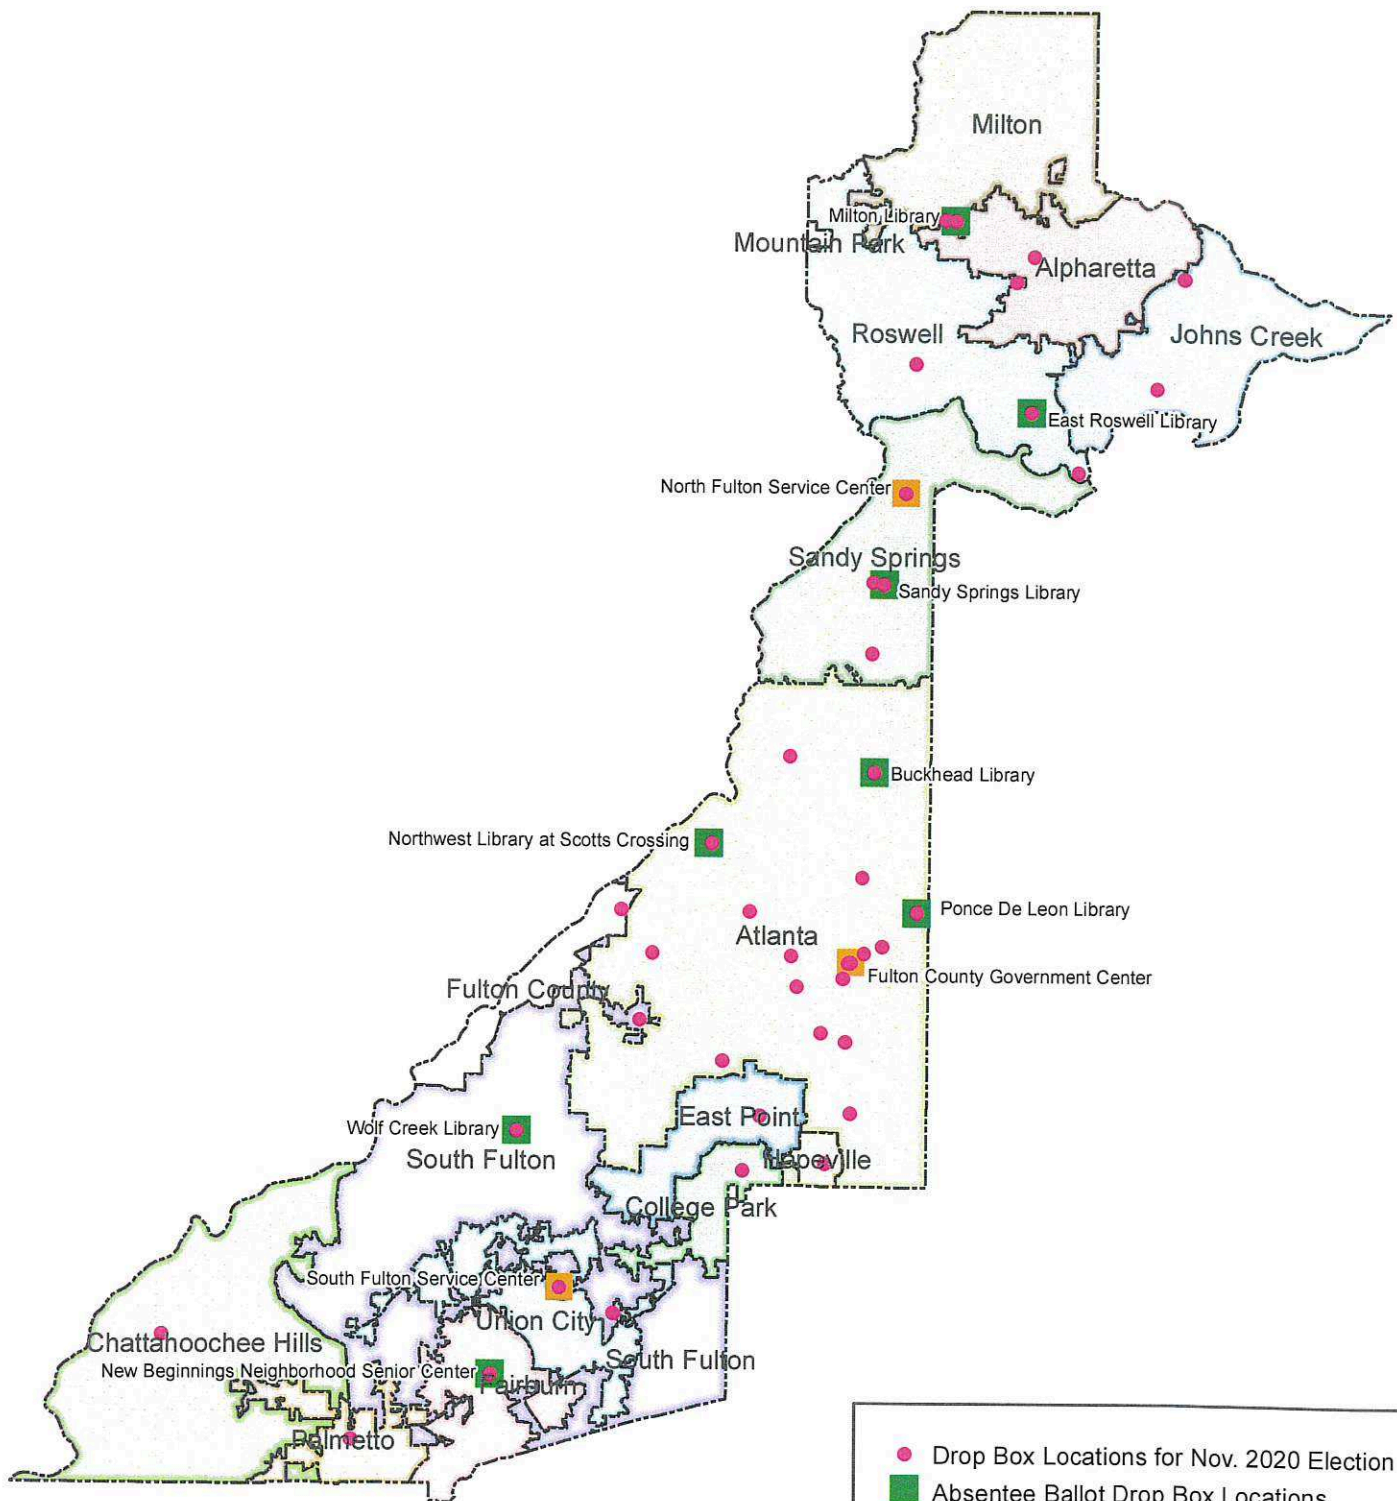 Milton
Milton Library
Mountain Park
Alpharetta
Roswell
Johns Creek
East Roswell Library
North Fulton Service Center
Sandy Springs
Sandy Springs Library
Buckhead Library
Northwest Library at Scotts Crossing
Ponce De Leon Library
Atlanta
Fulton County Government Center
Fulton County
East Point
Wolf Creek Library
South Fulton
Hapeville
College Park
South Fulton Service Center
Union City
Chattahoochee Hills
South Fulton
New Beginnings Neighborhood Senior Center
Fairburn
Palmetto
Drop Box Locations for Nov. 2020 Election
Absentee Ballot Drop Box Locations